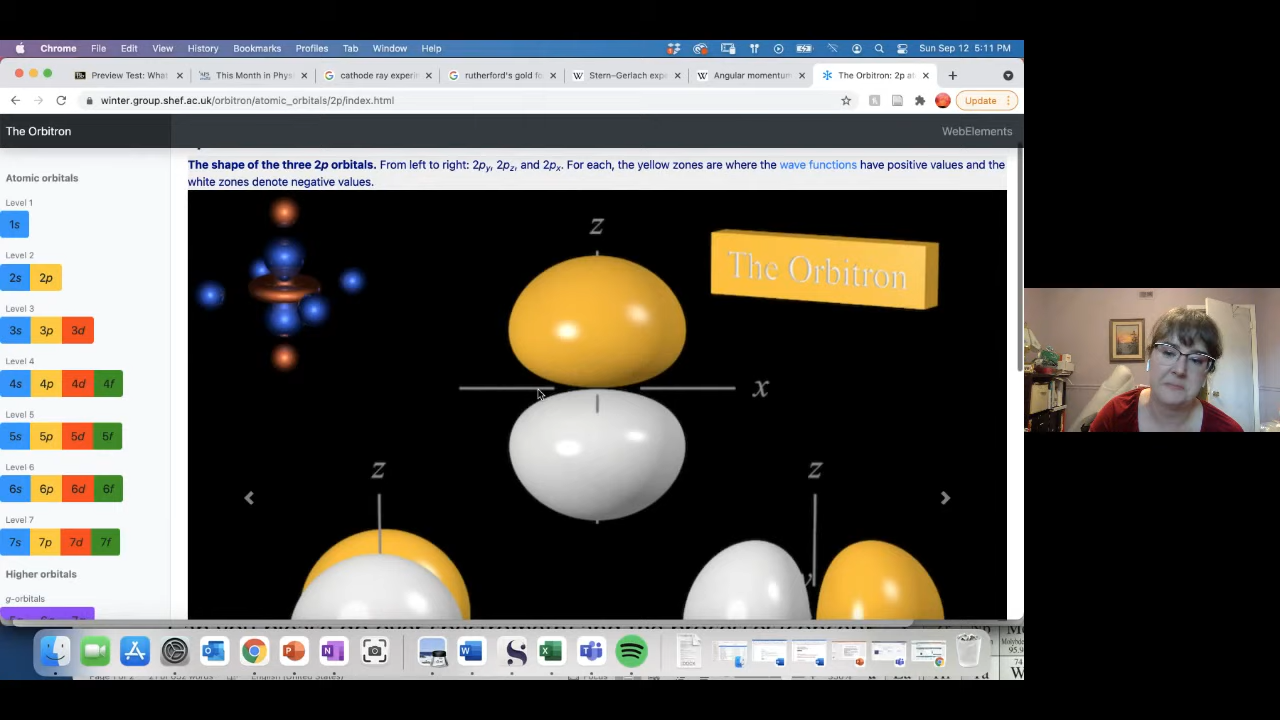 Chrome File Edit View History Bookmarks Profiles Tab Window Help Sun Sep 12 5:11 PM
Preview Test: What This Month in Physi cathode ray experin rutherford's gold fo Stern–Gerlach expe Angular momentum The Orbitron: 2p at
winter.group.shef.ac.uk/orbitron/atomic_orbitals/2p/index.html Update
The Orbitron WebElements
The shape of the three 2p orbitals. From left to right: 2py, 2pz, and 2px. For each, the yellow zones are where the wave functions have positive values and the
white zones denote negative values.
Atomic orbitals
Level 1
1s
Level 2
2s 2p
Level 3
3s 3p 3d
Level 4
4s 4p 4d 4f
Level 5
5s 5p 5d 5f
Level 6
6s 6p 6d 6f
Level 7
7s 7p 7d 7f
Higher orbitals
g-orbitals
z
The Orbitron
x
z
z